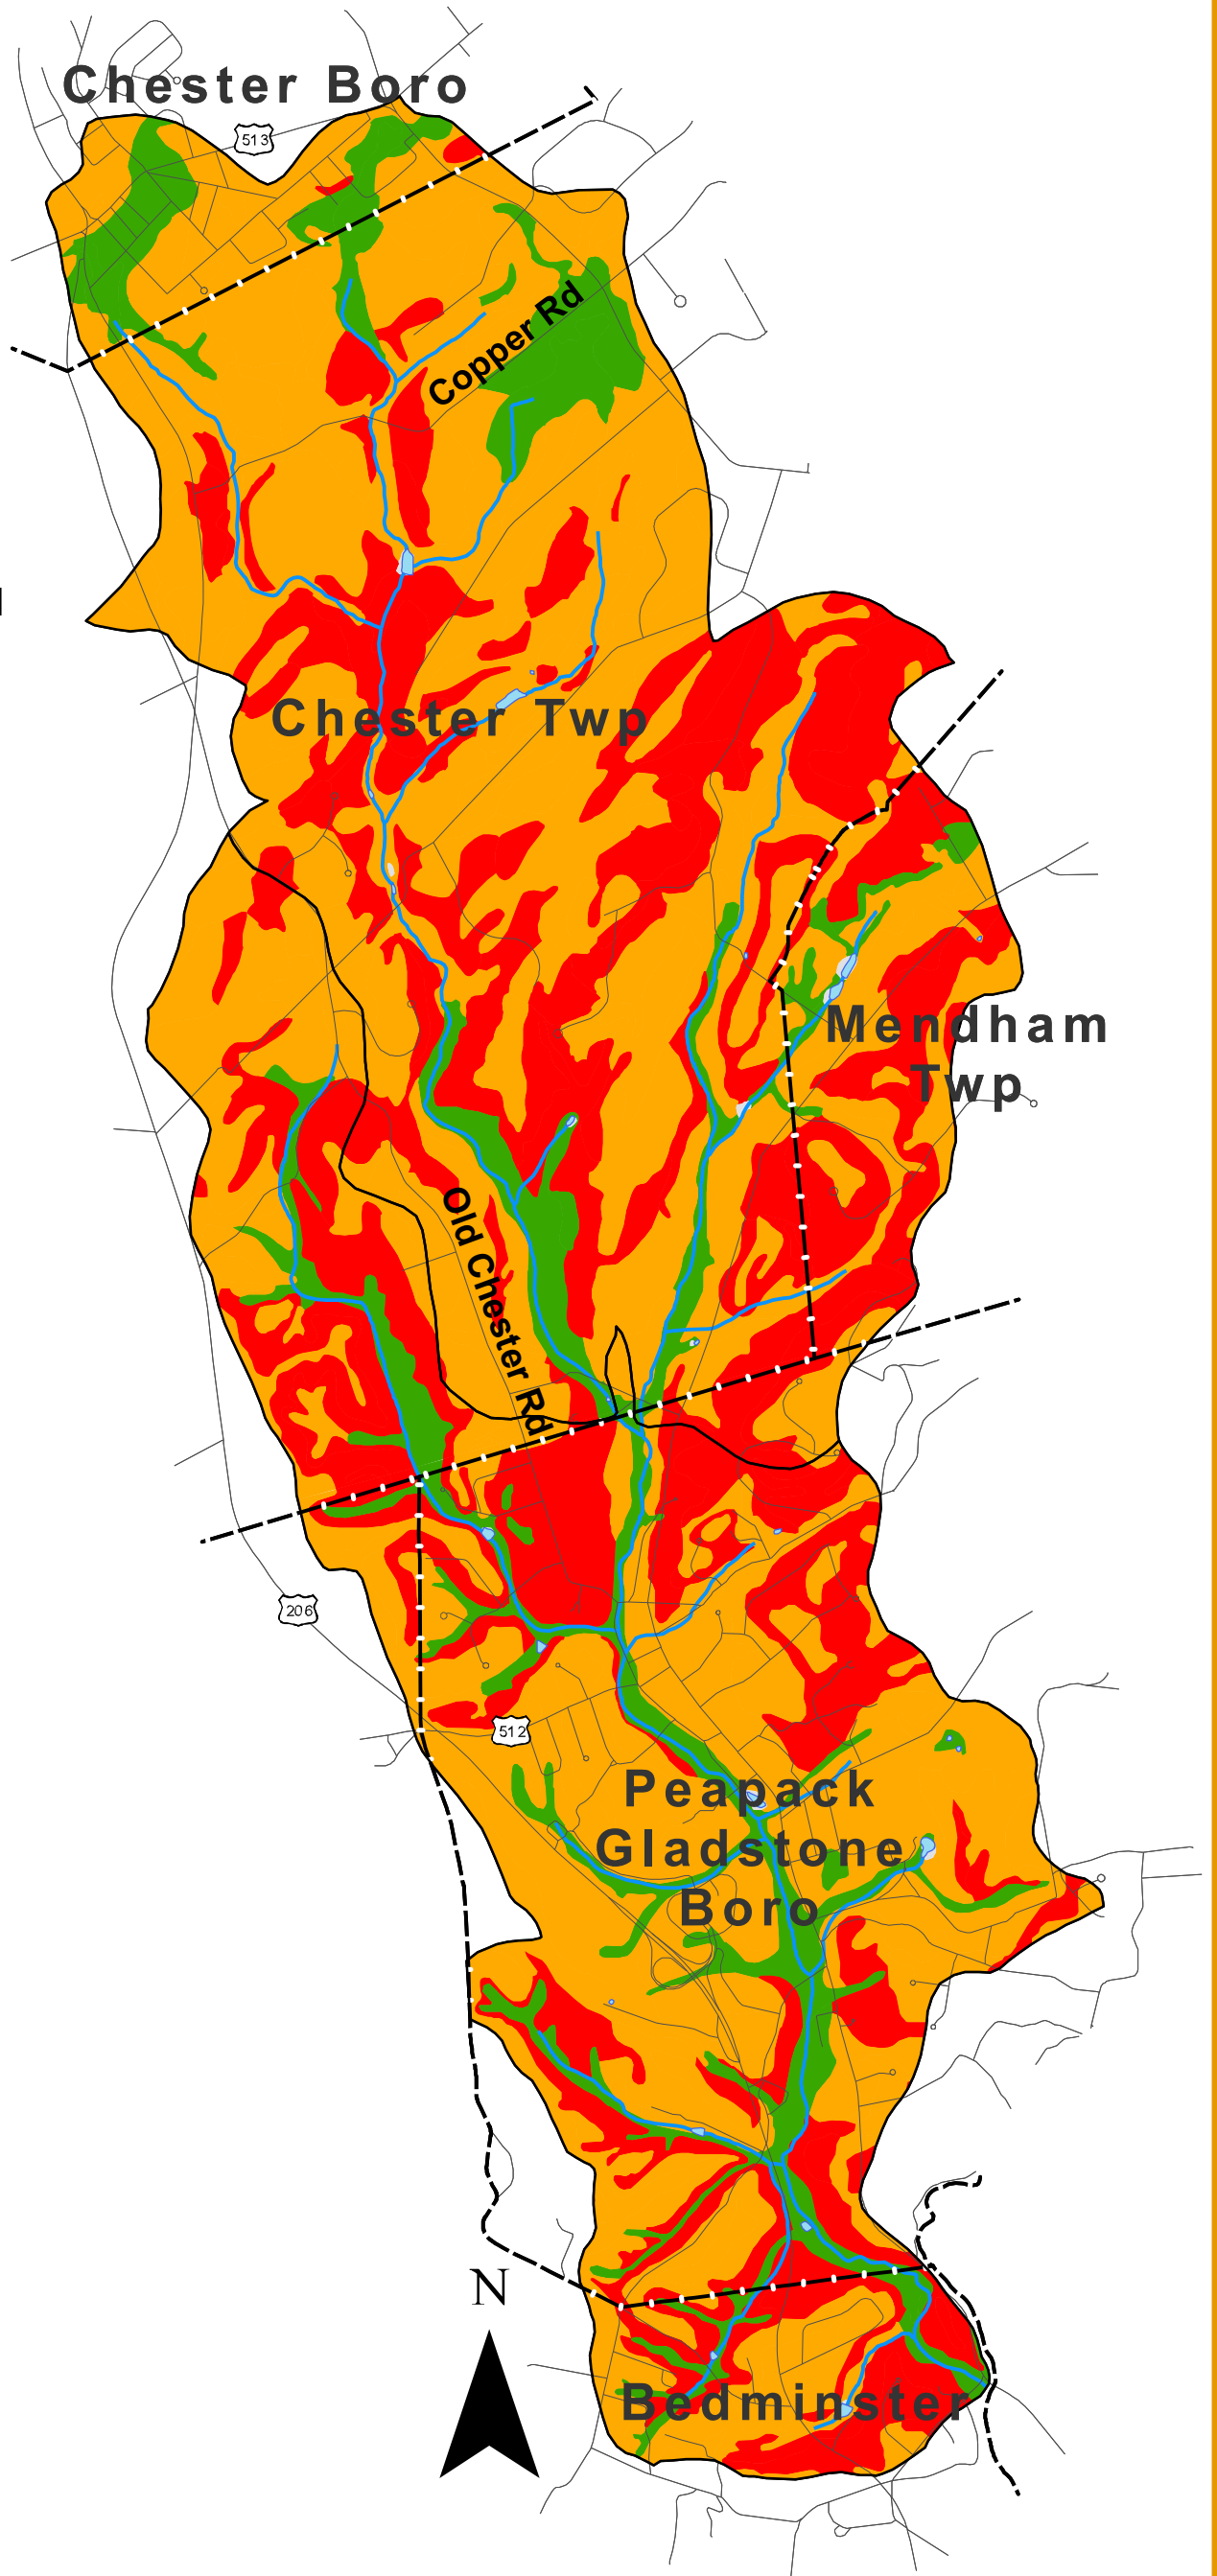 Chester Boro
513
Copper Rd
Chester Twp
Mendham
Twp
Old Chester Rd
206
512
Peapack
Gladstone
Boro
N
Bedminster